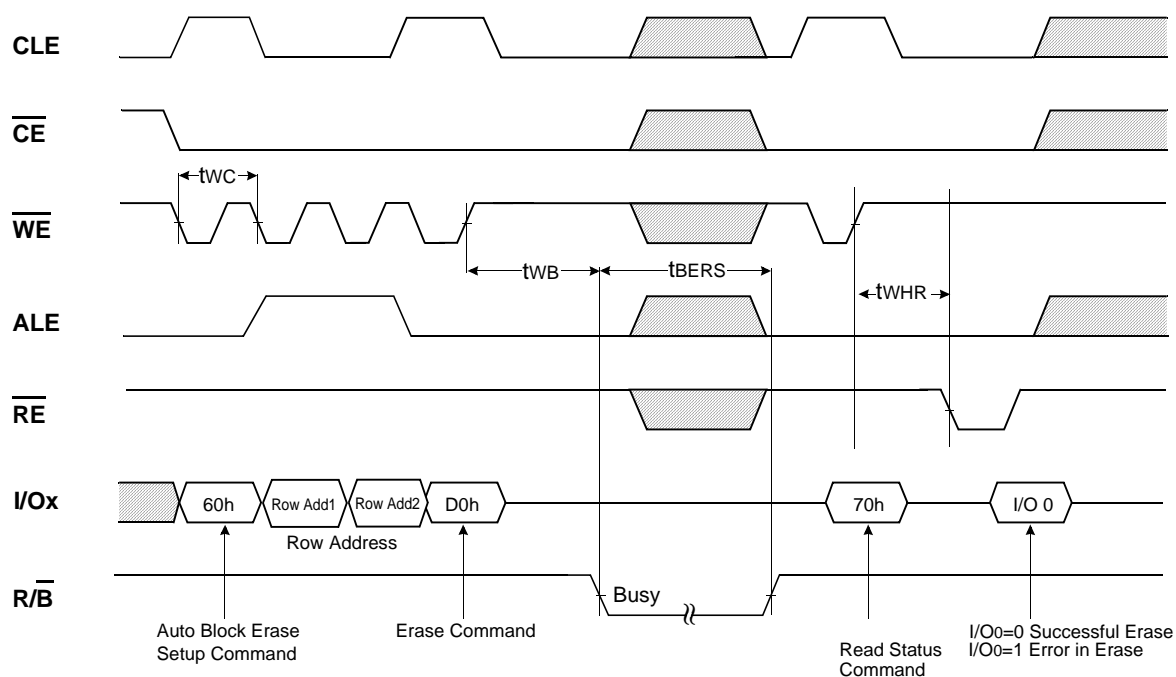 CLE
CE
tWC
WE
tWB
tBERS
tWHR
ALE
RE
I/Ox
60h
Row Add1
Row Add2
D0h
70h
I/O 0
Row Address
R/B
Busy
Auto Block Erase
Setup Command
Erase Command
Read Status
Command
I/O0=0 Successful Erase
I/O0=1 Error in Erase